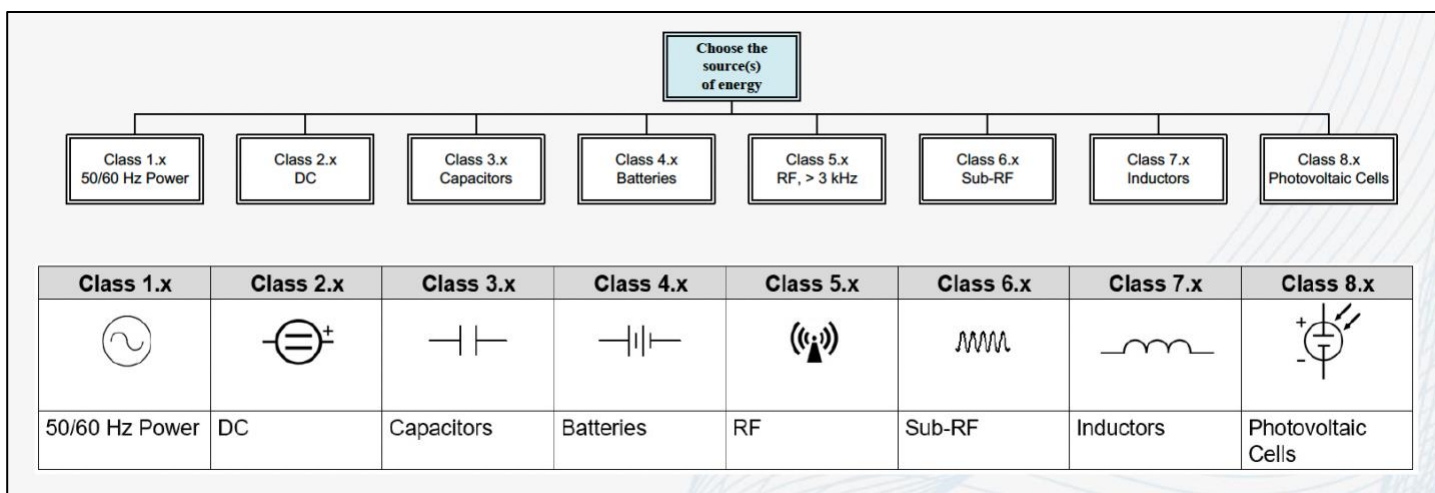 Choose the
source(s)
of energy
Class 1.x
50/60 Hz Power
Class 2.x
DC
Class 3.x
Capacitors
Class 4.x
Batteries
Class 5.x
RF, > 3 kHz
Class 6.x
Sub-RF
Class 7.x
Inductors
Class 8.x
Photovoltaic Cells
Class 1.x Class 2.x Class 3.x Class 4.x Class 5.x Class 6.x Class 7.x Class 8.x
50/60 Hz Power DC Capacitors Batteries RF Sub-RF Inductors Photovoltaic
Cells